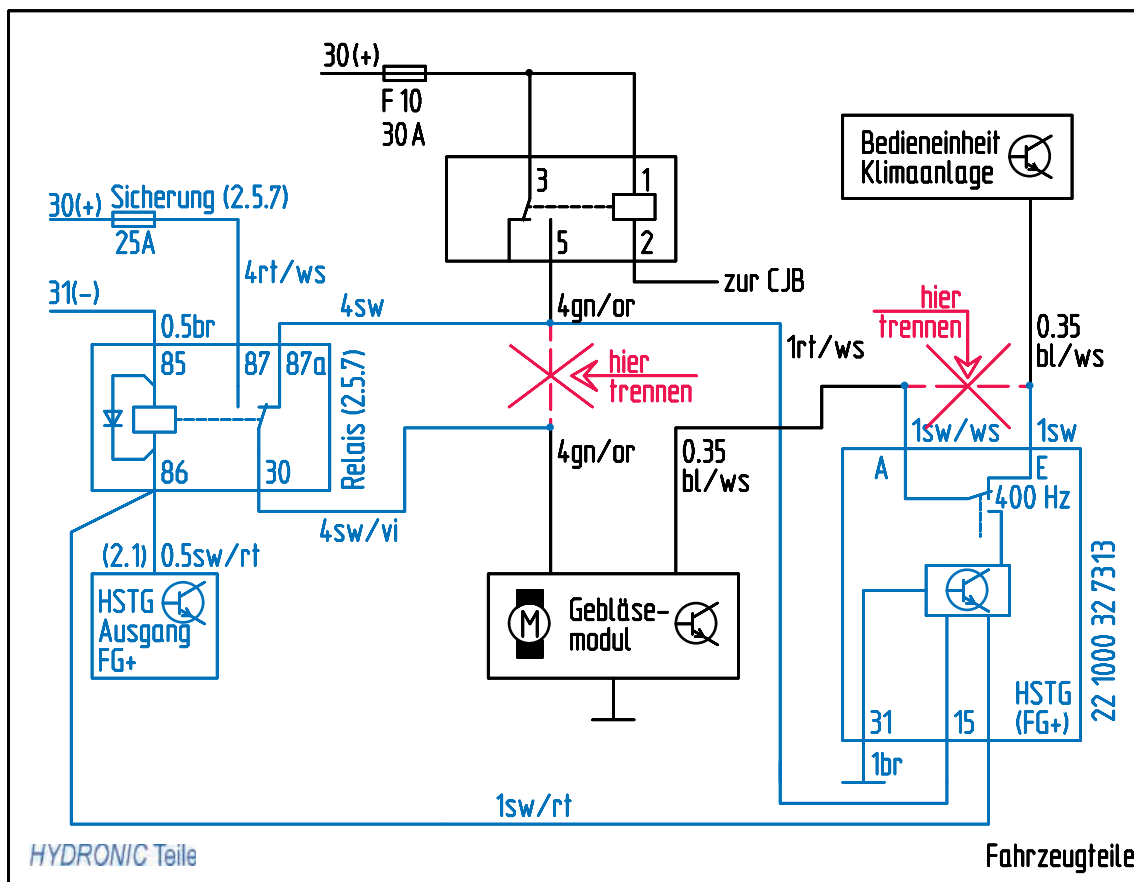 30(+)
F 10
30 A
3
1
5
2
zur CJB
4gn/or
Bedieneinheit
Klimaanlage
0.35
bl/ws
Sicherung (2.5.7)
30(+)
25A
4rt/ws
31(-)
0.5br
4sw
85
87
87a
86
30
Relais (2.5.7)
4sw/vi
hier
trennen
4gn/or
0.35
bl/ws
1rt/ws
hier
trennen
1sw/ws
1sw
A
E
400 Hz
(2.1)
0.5sw/rt
HSTG
Ausgang
FG+
M
Gebläse-
modul
HSTG
(FG+)
31
15
22 1000 32 7313
1br
1sw/rt
HYDRONIC Teile
Fahrzeugteile